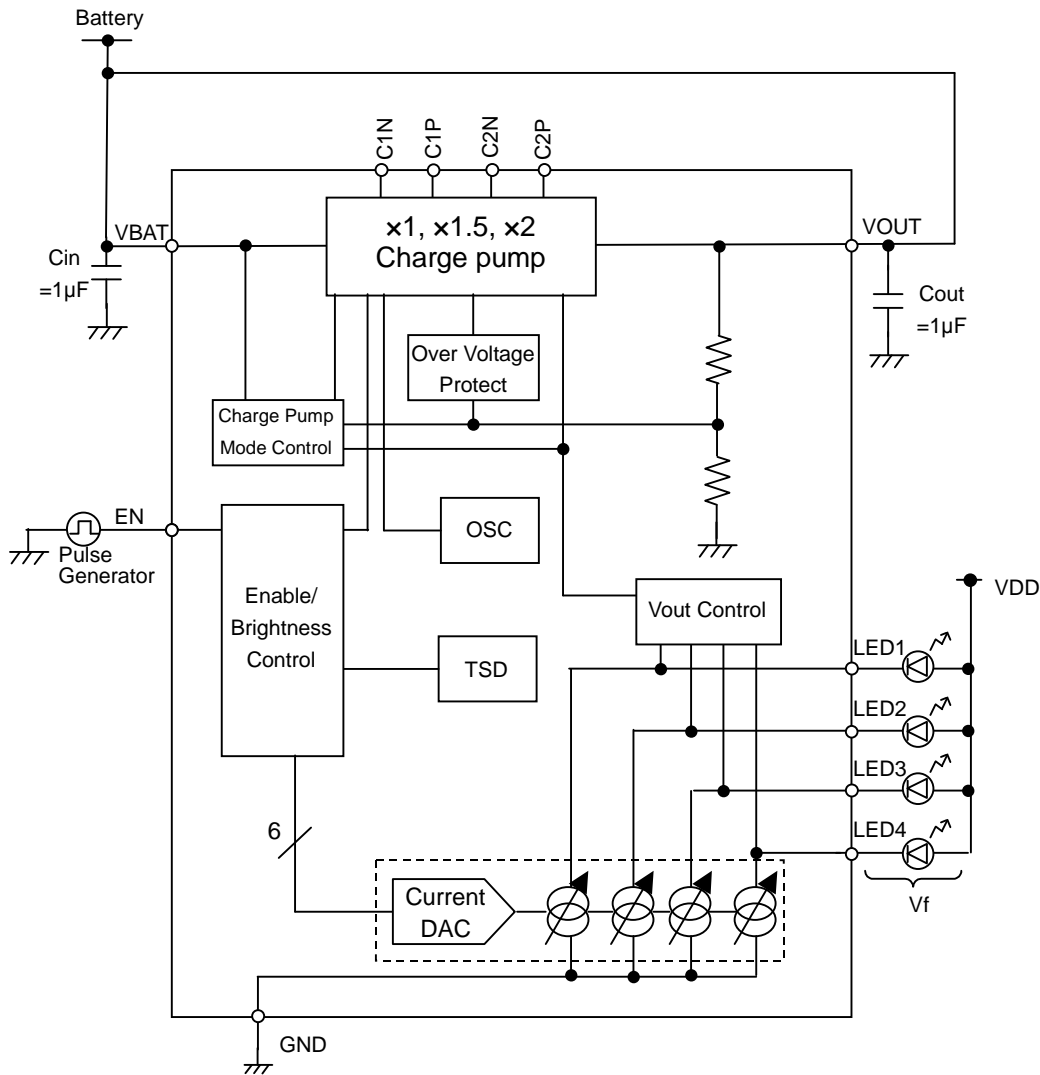 Battery
C1N
C1P
C2N
C2P
×1, ×1.5, ×2
Charge pump
VBAT
VOUT
Cin
=1μF
Cout
=1μF
Over Voltage
Protect
Charge Pump
Mode Control
EN
Pulse
Generator
OSC
Enable/
Brightness
Control
TSD
Vout Control
VDD
LED1
LED2
LED3
LED4
Vf
6
Current
DAC
GND